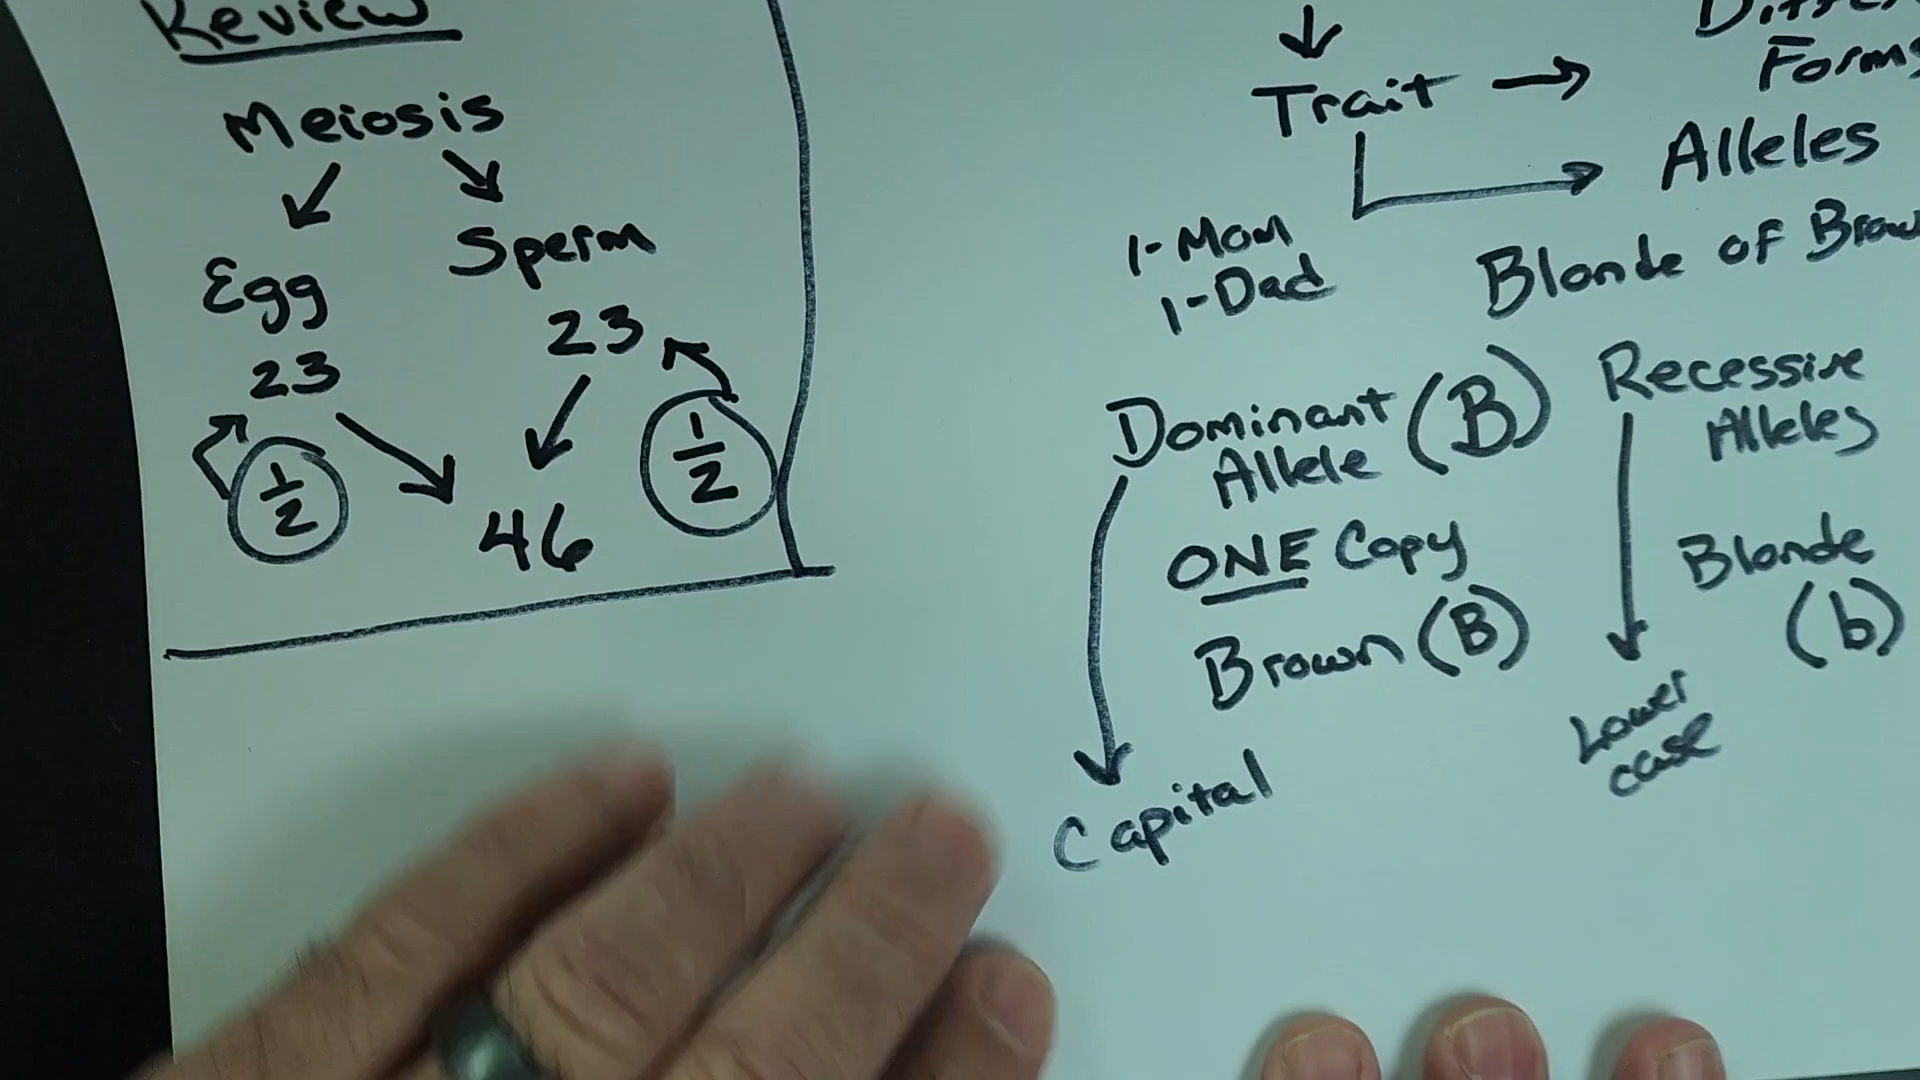 Review
Meiosis
Egg
Sperm
23
23
1/2
1/2
46
Trait
Forms
Alleles
1-Mom
1-Dad
Blonde of
Dominant
Allele (B)
ONE Copy
Brown (B)
Capital
Recessive
Alleles
Blonde
(b)
Lower
case